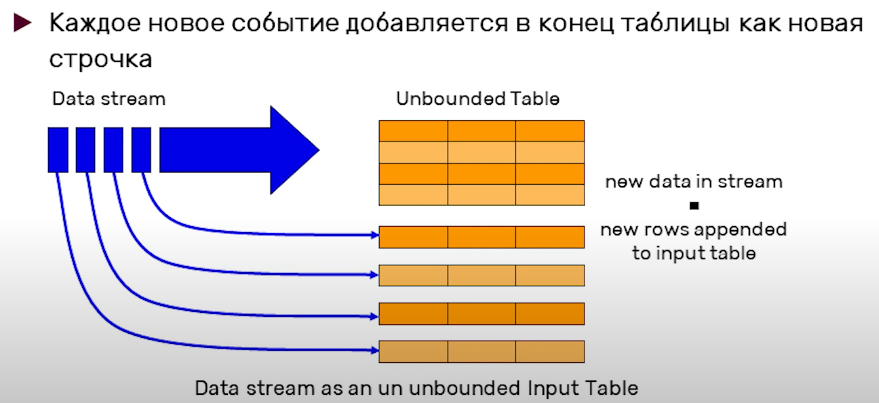 Каждое новое событие добавляется в конец таблицы как новая
строчка
Data stream
Unbounded Table
new data in stream
new rows appended
to input table
Data stream as an un unbounded Input Table